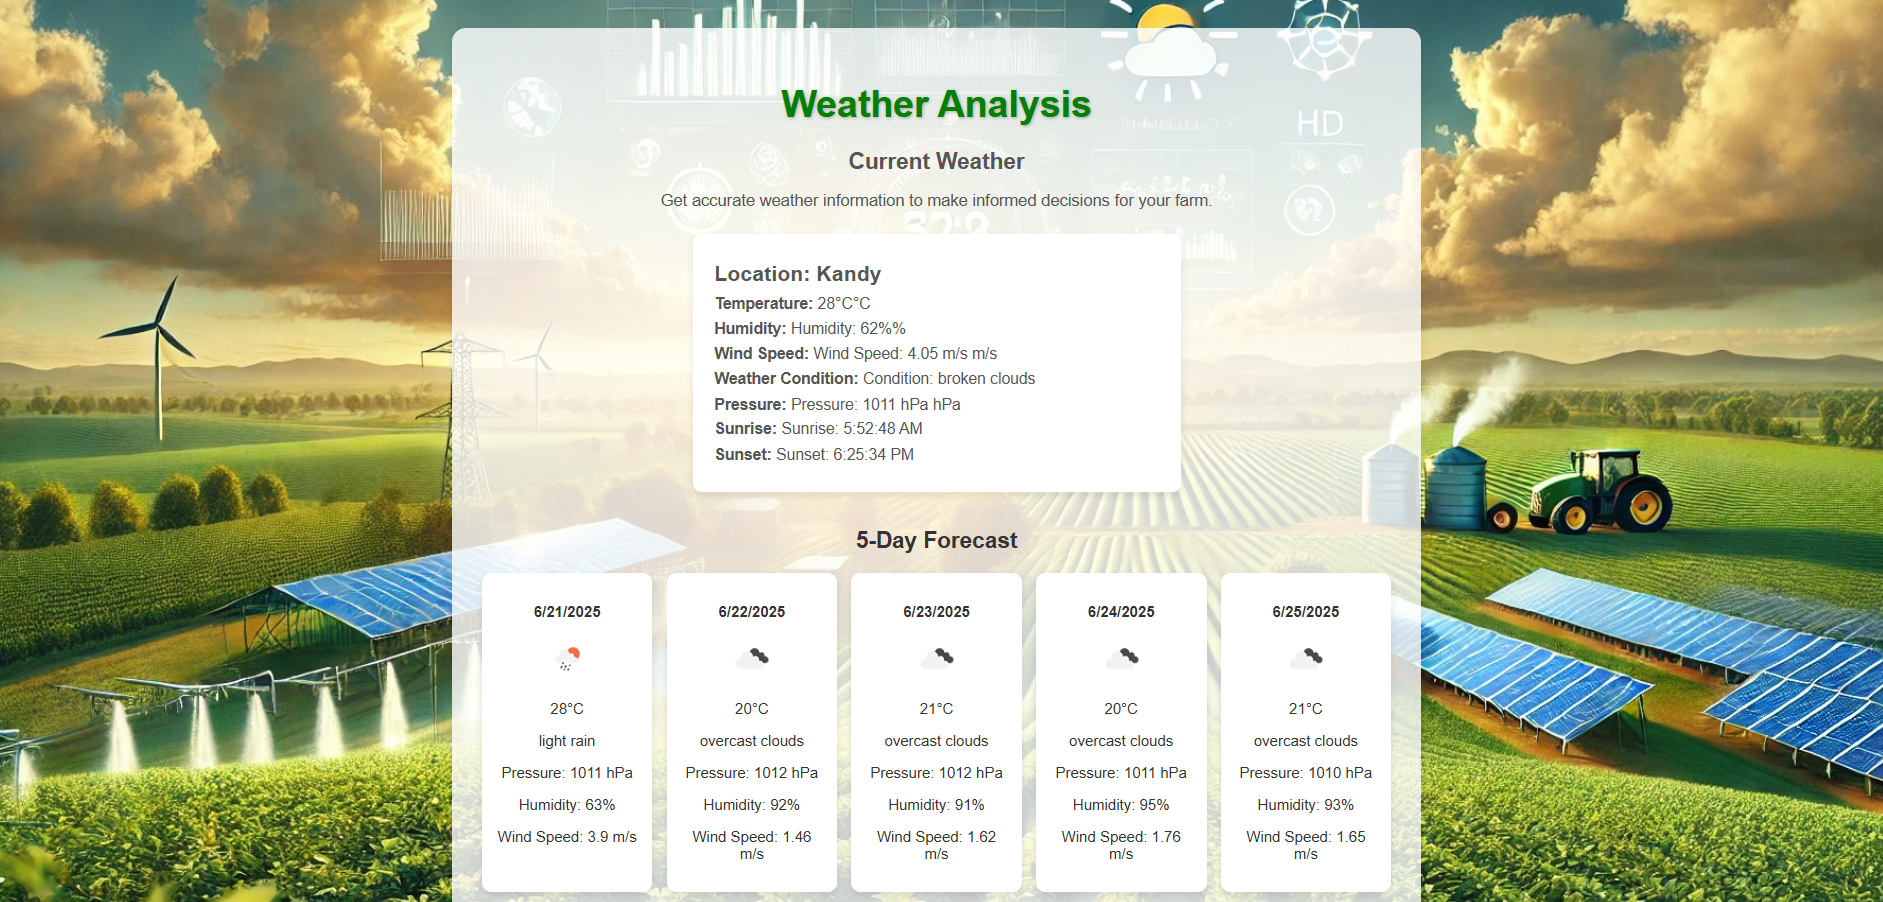 HD
Weather Analysis
Current Weather
Get accurate weather information to make informed decisions for your farm.
Location: Kandy
Temperature: 28°C°C
Humidity: Humidity: 62%%
Wind Speed: Wind Speed: 4.05 m/s m/s
Weather Condition: Condition: broken clouds
Pressure: Pressure: 1011 hPa hPa
Sunrise: Sunrise: 5:52:48 AM
Sunset: Sunset: 6:25:34 PM
5-Day Forecast
6/21/2025
28°C
light rain
Pressure: 1011 hPa
Humidity: 63%
Wind Speed: 3.9 m/s
6/22/2025
20°C
overcast clouds
Pressure: 1012 hPa
Humidity: 92%
Wind Speed: 1.46
m/s
6/23/2025
21°C
overcast clouds
Pressure: 1012 hPa
Humidity: 91%
Wind Speed: 1.62
m/s
6/24/2025
20°C
overcast clouds
Pressure: 1011 hPa
Humidity: 95%
Wind Speed: 1.76
m/s
6/25/2025
21°C
overcast clouds
Pressure: 1010 hPa
Humidity: 93%
Wind Speed: 1.65
m/s